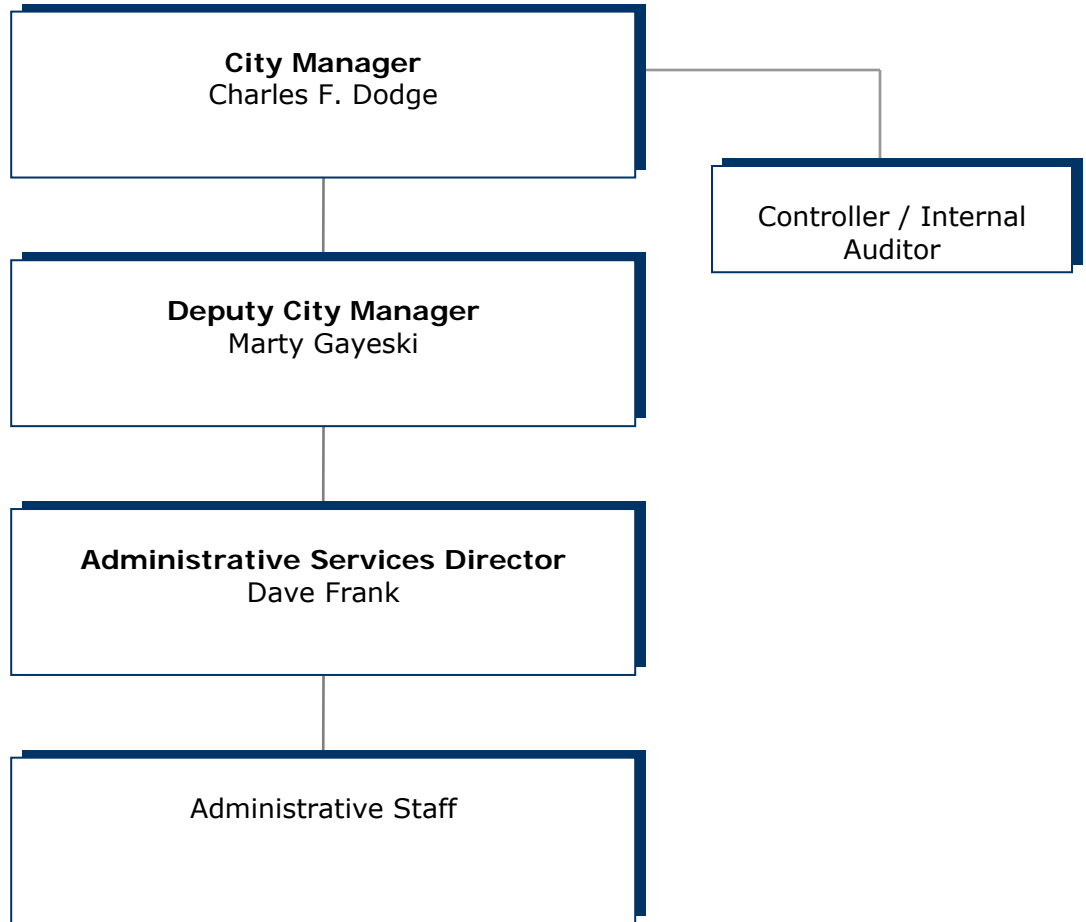 City Manager
Charles F. Dodge
Controller / Internal
Auditor
Deputy City Manager
Marty Gayeski
Administrative Services Director
Dave Frank
Administrative Staff